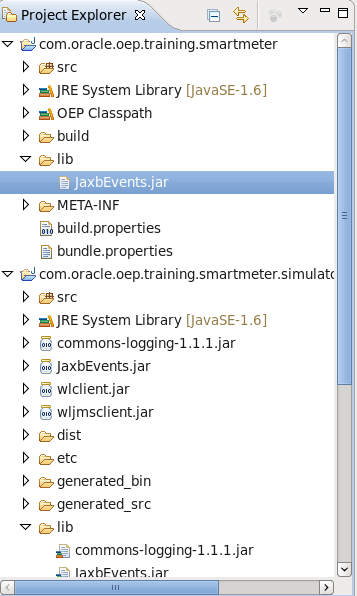 Project Explorer
com.oracle.oep.training.smartmeter
src
JRE System Library [JavaSE-1.6]
OEP Classpath
build
lib
JaxbEvents.jar
META-INF
build.properties
bundle.properties
com.oracle.oep.training.smartmeter.simulato
src
JRE System Library [JavaSE-1.6]
commons-logging-1.1.1.jar
JaxbEvents.jar
wlclient.jar
wljmsclient.jar
dist
etc
generated_bin
generated_src
lib
commons-logging-1.1.1.jar
JaxbEvents.jar